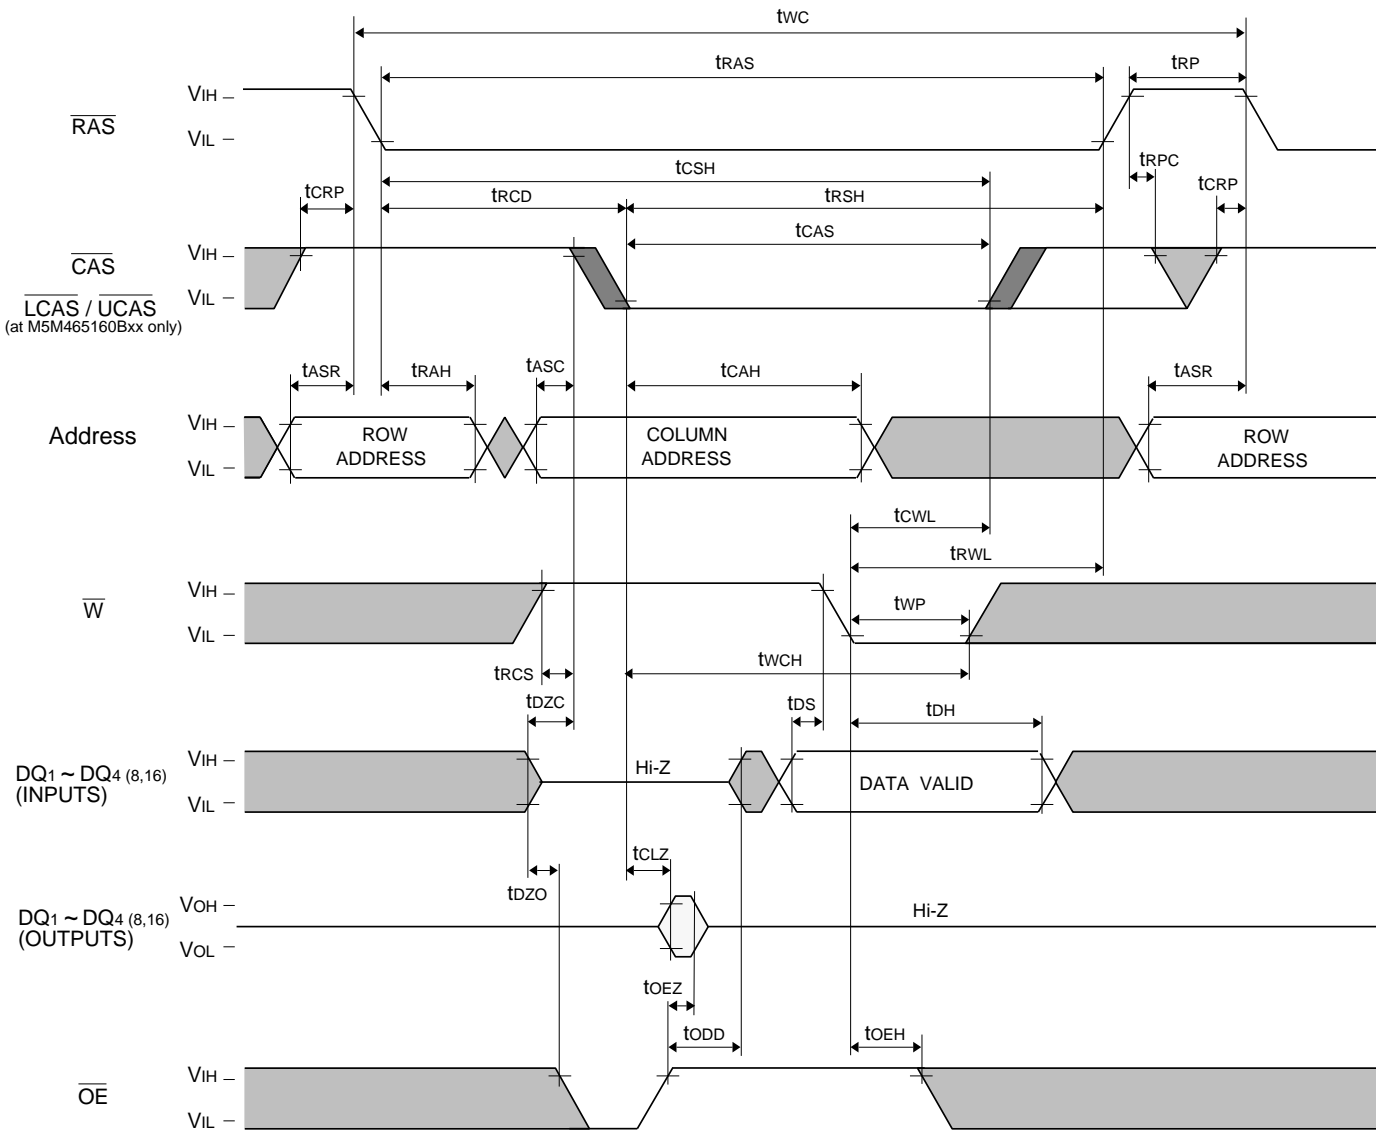 tWC
tRAS
tRP
VIH
RAS
VIL
tCSH
tRPC
tCRP
tRCD
tRSH
tCRP
tCAS
VIH
CAS
VIL
LCAS / UCAS
(at M5M465160Bxx only)
tASR
tRAH
tASC
tCAH
tASR
VIH
Address
ROW ADDRESS
COLUMN ADDRESS
ROW ADDRESS
VIL
tCWL
tRWL
VIH
W
tWP
VIL
tRCS
tWCH
tDZC
tDS
tDH
VIH
DQ1 ~ DQ4 (8,16)
(INPUTS)
Hi-Z
DATA VALID
VIL
tCLZ
tDZO
VOH
DQ1 ~ DQ4 (8,16)
(OUTPUTS)
Hi-Z
VOL
tOEZ
tODD
tOEH
VIH
OE
VIL